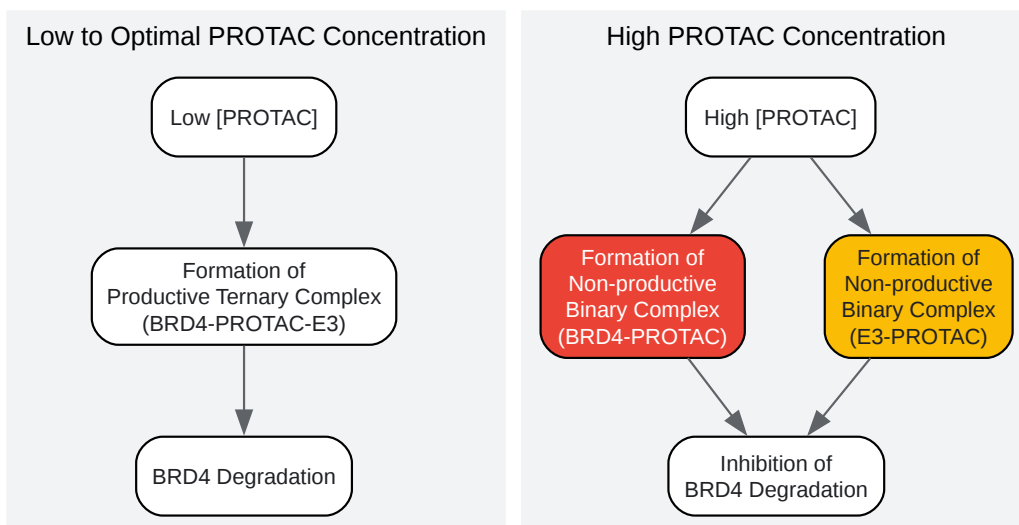 Low to Optimal PROTAC Concentration
Low [PROTAC]
Formation of
Productive Ternary Complex
(BRD4-PROTAC-E3)
BRD4 Degradation
High PROTAC Concentration
High [PROTAC]
Formation of
Non-productive
Binary Complex
(BRD4-PROTAC)
Formation of
Non-productive
Binary Complex
(E3-PROTAC)
Inhibition of
BRD4 Degradation